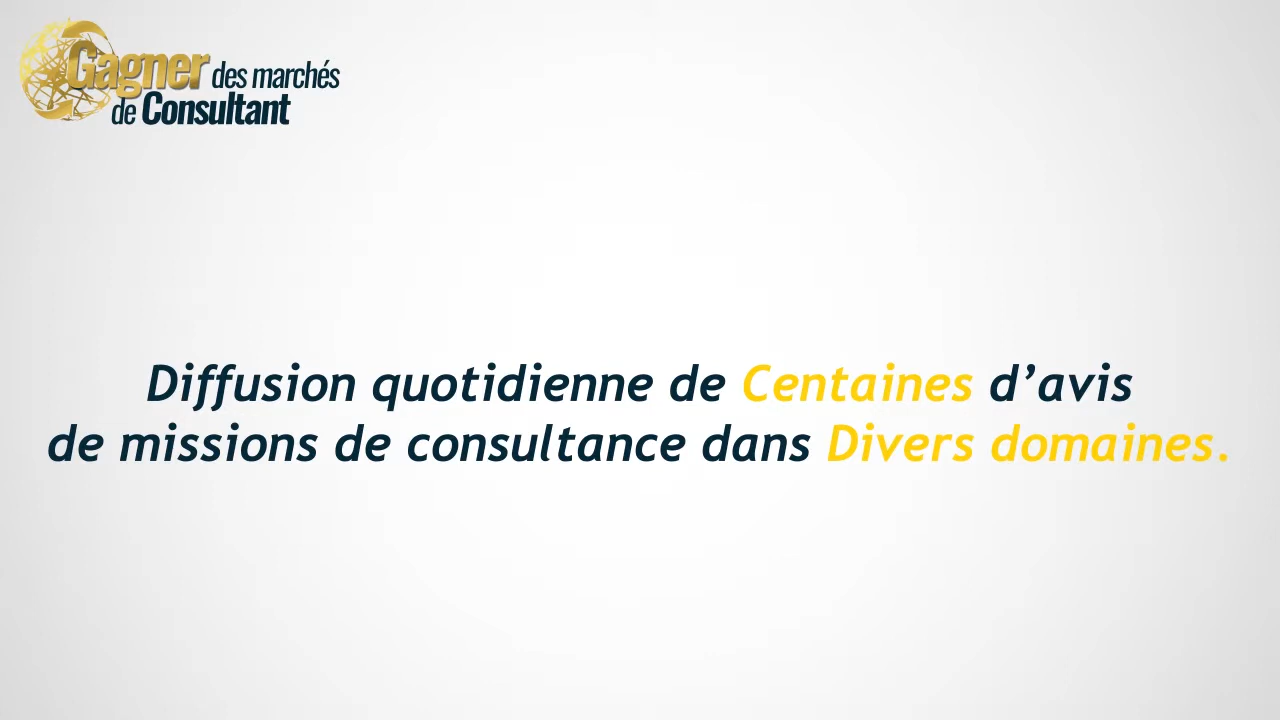 Gagner des marchés
de Consultant
Diffusion quotidienne de Centaines d’avis
de missions de consultance dans Divers domaines.